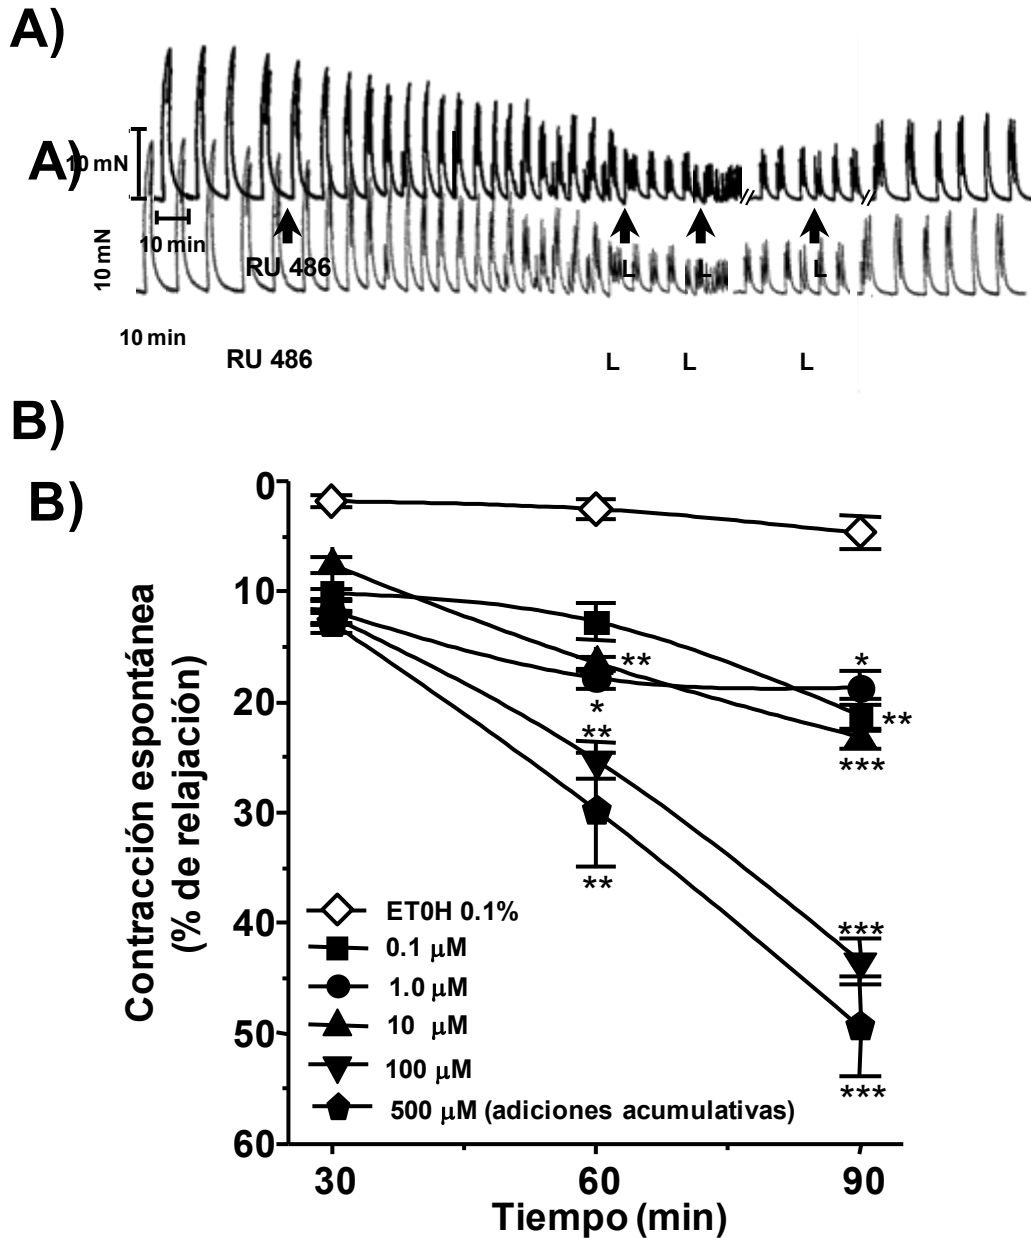 A)
A)
10 mN
10 min
RU 486
L
L
L
10 mN
10 min
RU 486
L
L
L
B)
B)
0
10
20
30
40
50
60
Contracción espontánea
(% de relajación)
**
*
*
**
**
***
**
***
***
ET0H 0.1%
0.1 μM
1.0 μM
10 μM
100 μM
500 μM (adiciones acumulativas)
30
60
90
Tiempo (min)